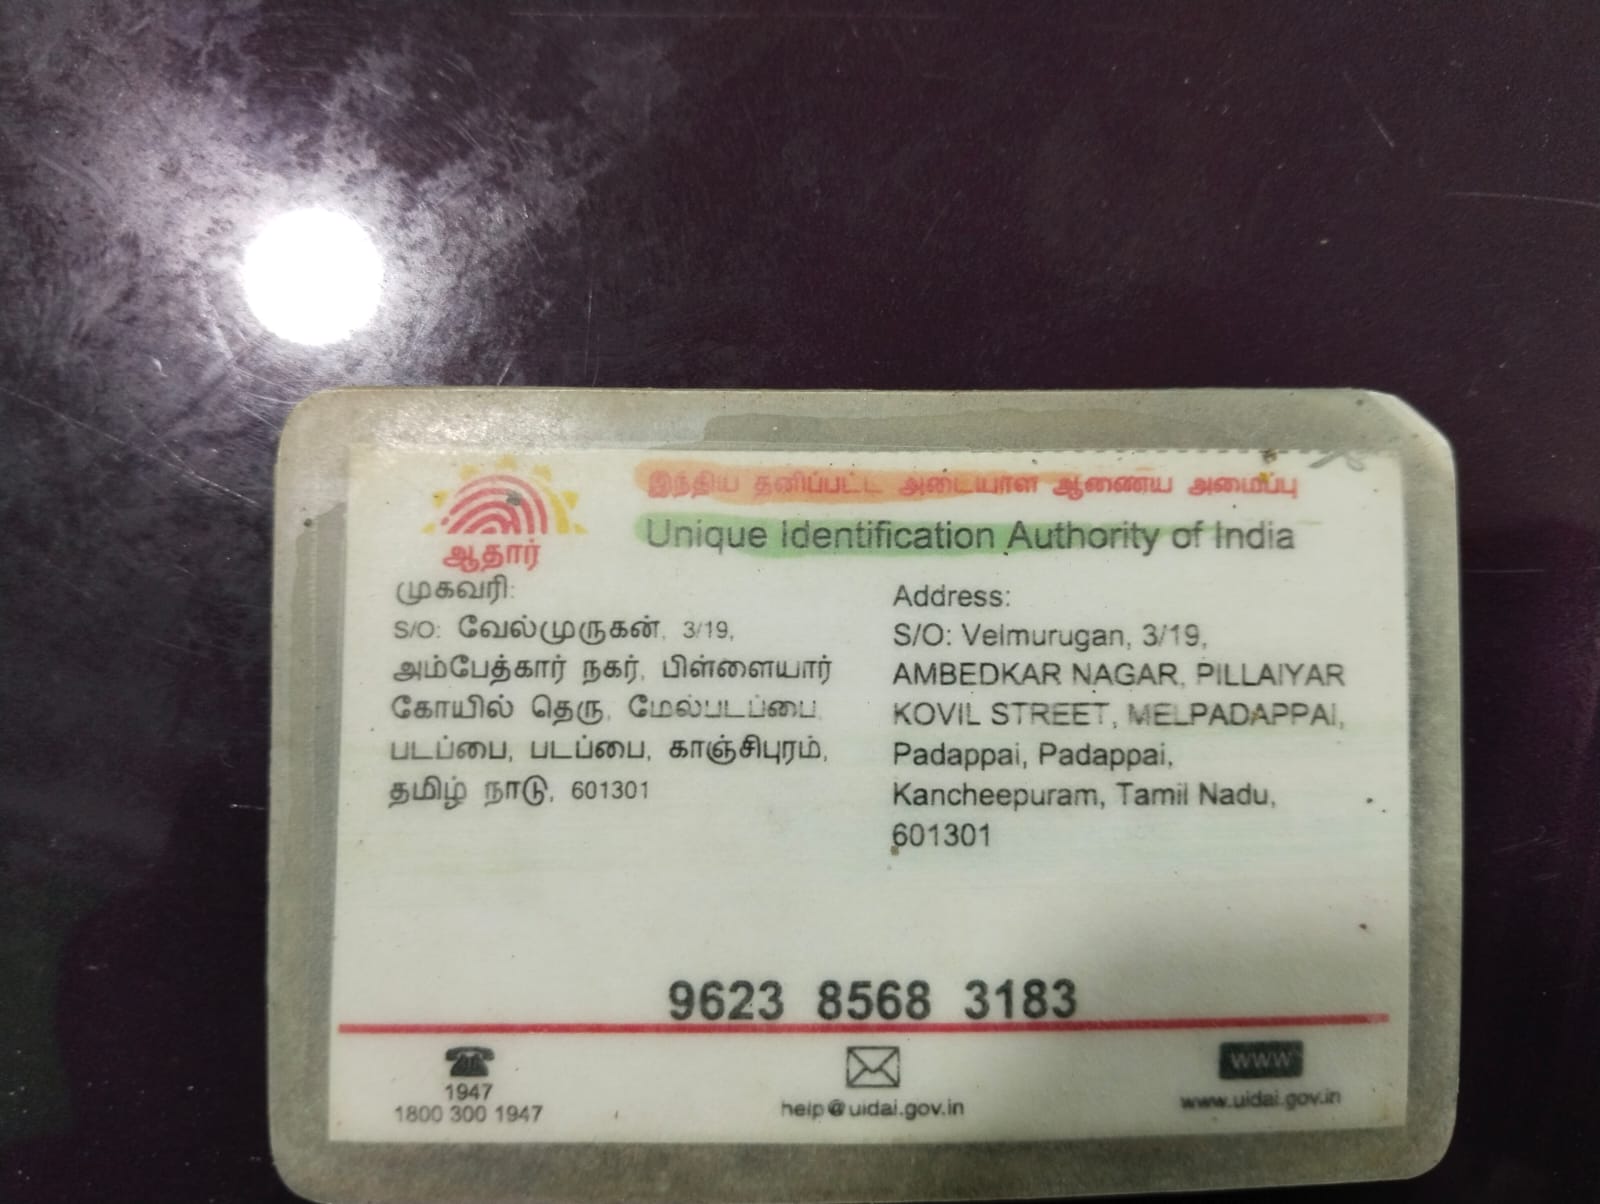 ஆதார்
இந்திய தனிப்பட்ட அடையாள ஆணைய அமைப்பு
Unique Identification Authority of India
முகவரி:
S/O: வேல்முருகன், 3/19,
அம்பேத்கார் நகர், பிள்ளையார்
கோயில் தெரு, மேல்படப்பை,
படப்பை, படப்பை, காஞ்சிபுரம்,
தமிழ் நாடு, 601301
Address:
S/O: Velmurugan, 3/19,
AMBEDKAR NAGAR, PILLAIYAR
KOVIL STREET, MELPADAPPAI,
Padappai, Padappai,
Kancheepuram, Tamil Nadu,
601301
9623 8568 3183
1947
1800 300 1947
help@uidai.gov.in
WWW
www.uidai.gov.in